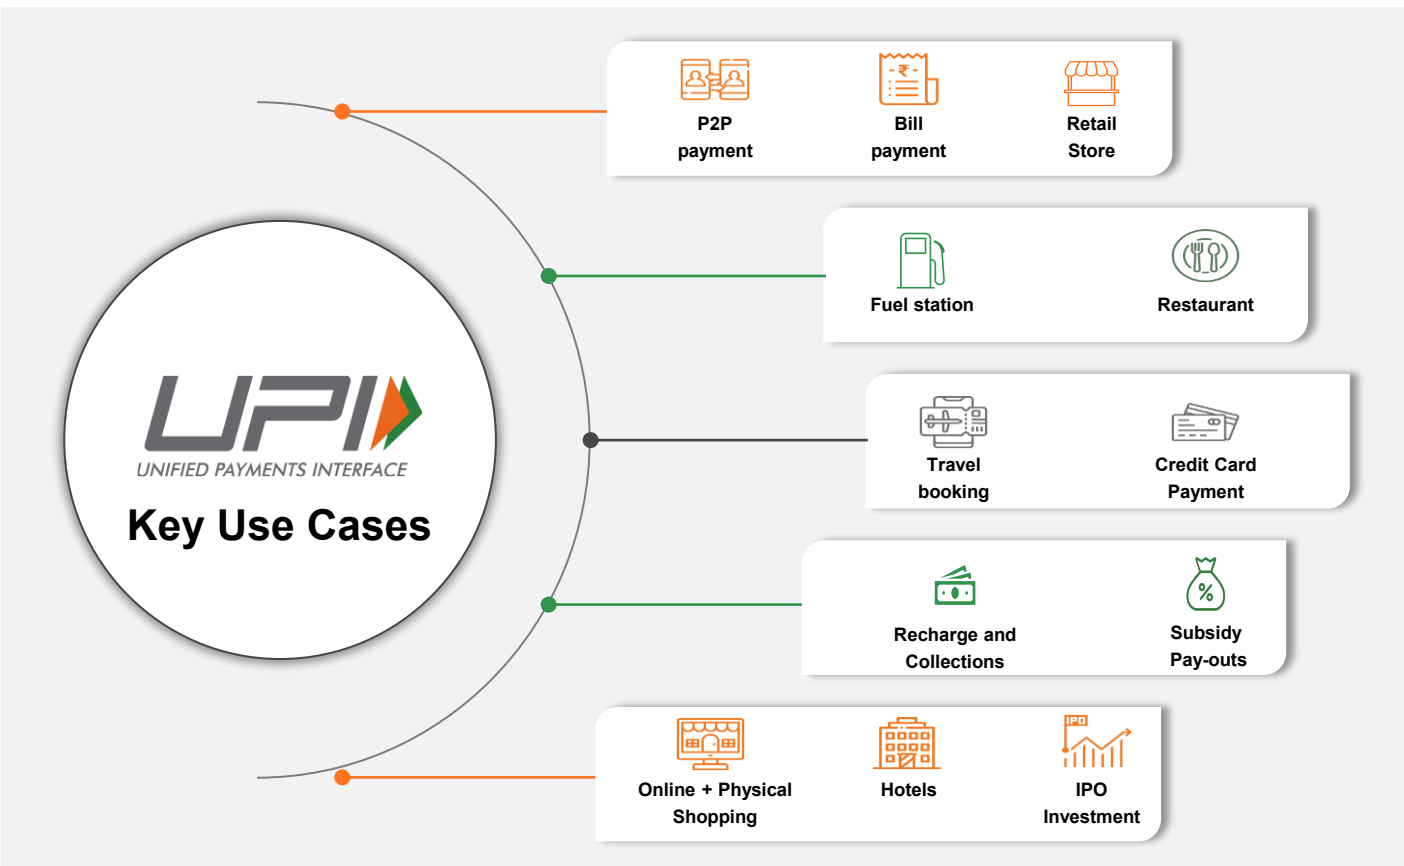 P2P
payment
Bill
payment
Retail
Store
Fuel station
Restaurant
UPI
UNIFIED PAYMENTS INTERFACE
Key Use Cases
Travel
booking
Credit Card
Payment
Recharge and
Collections
Subsidy
Pay-outs
IPO
Online + Physical
Shopping
Hotels
IPO
Investment